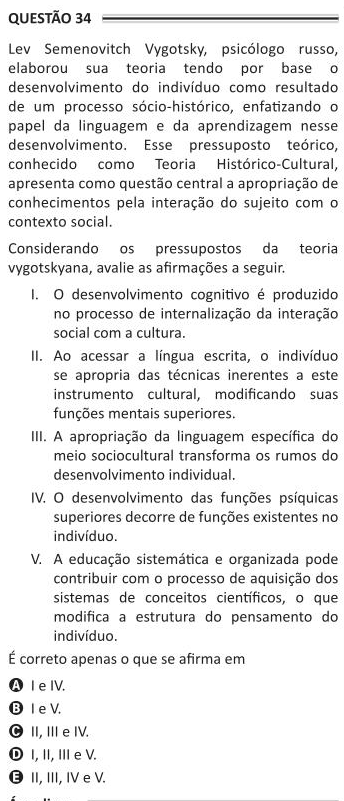 QUESTÃO 34
Lev Semenovitch Vygotsky, psicólogo russo,
elaborou sua teoria tendo por base o
desenvolvimento do indivíduo como resultado
de um processo sócio-histórico, enfatizando o
papel da linguagem e da aprendizagem nesse
desenvolvimento. Esse pressuposto teórico,
conhecido como Teoria Histórico-Cultural,
apresenta como questão central a apropriação de
conhecimentos pela interação do sujeito com o
contexto social.
Considerando os pressupostos da teoria
vygotskyana, avalie as afirmações a seguir.
I. O desenvolvimento cognitivo é produzido
no processo de internalização da interação
social com a cultura.
II. Ao acessar a língua escrita, o indivíduo
se apropria das técnicas inerentes a este
instrumento cultural, modificando suas
funções mentais superiores.
III. A apropriação da linguagem específica do
meio sociocultural transforma os rumos do
desenvolvimento individual.
IV. O desenvolvimento das funções psíquicas
superiores decorre de funções existentes no
indivíduo.
V. A educação sistemática e organizada pode
contribuir com o processo de aquisição dos
sistemas de conceitos científicos, o que
modifica a estrutura do pensamento do
indivíduo.
É correto apenas o que se afirma em
A I e IV.
B I e V.
C II, III e IV.
D I, II, III e V.
E II, III, IV e V.